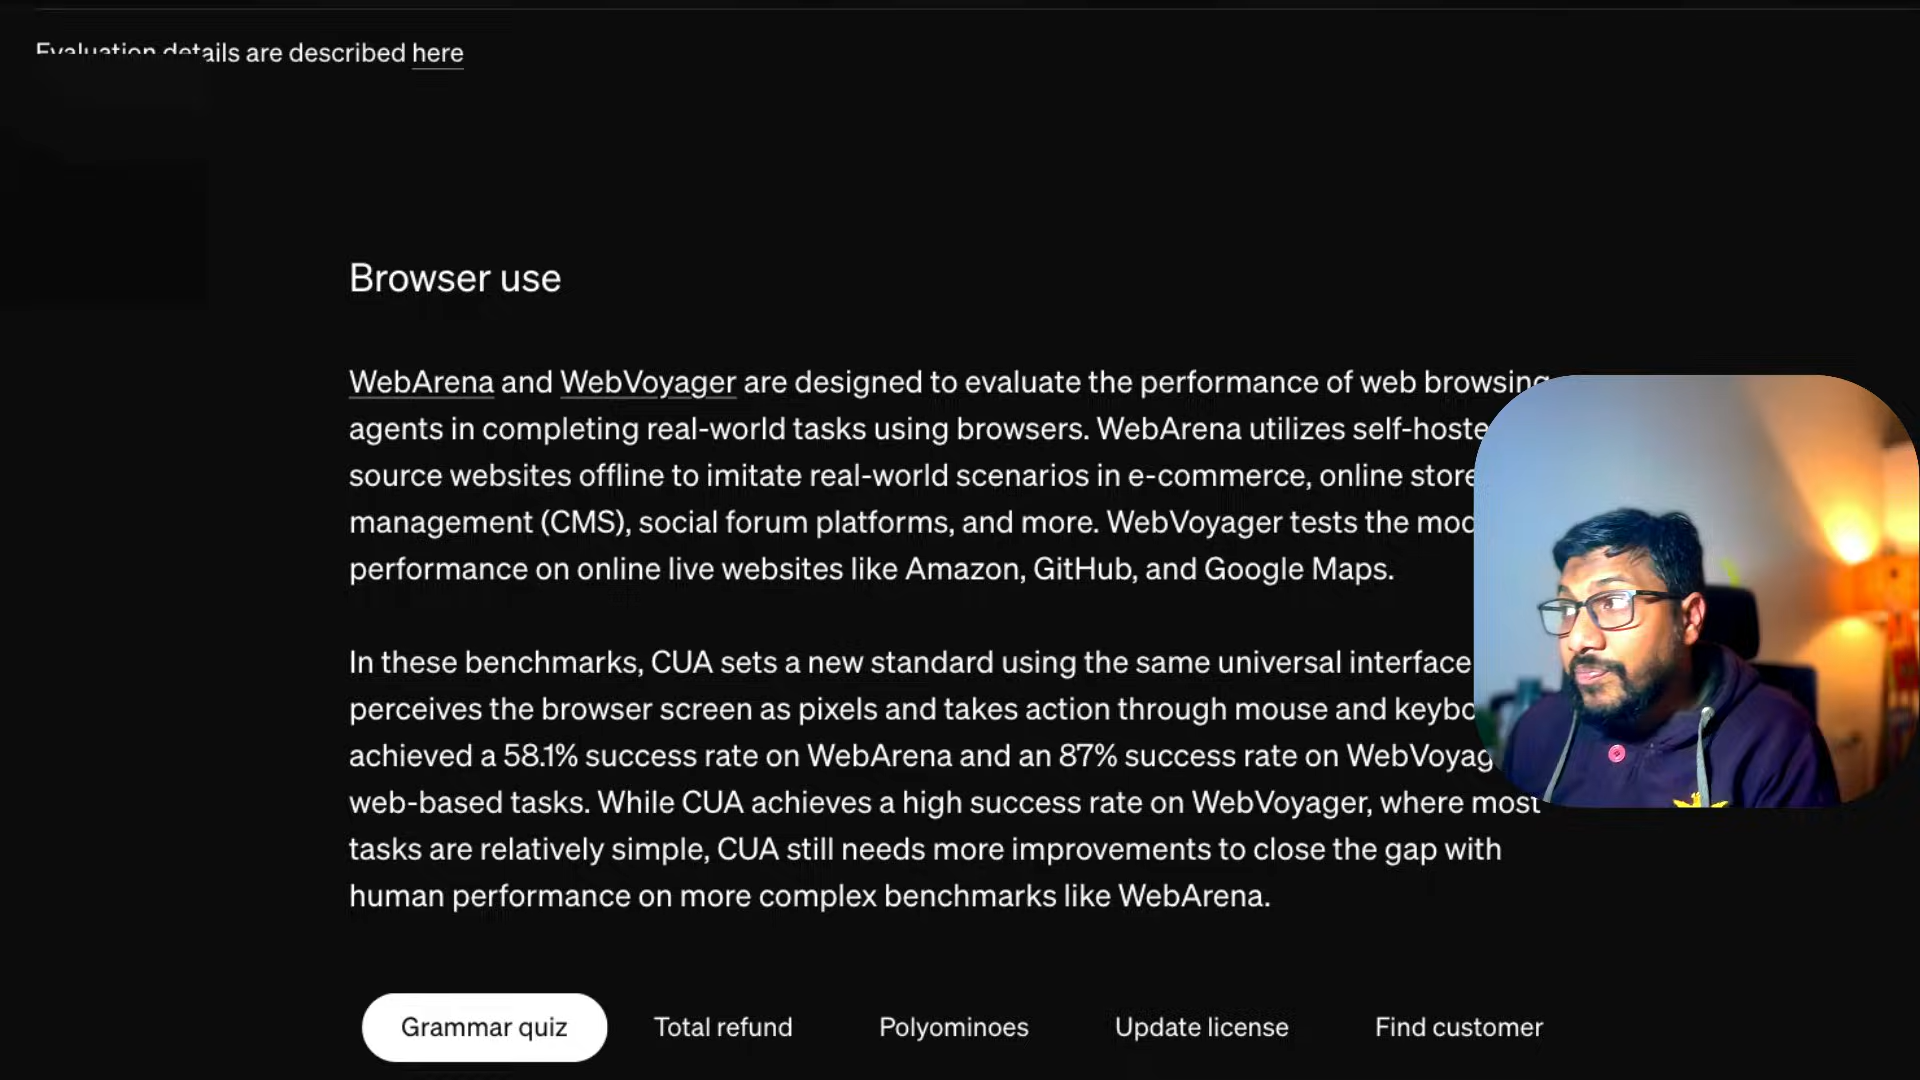 Evaluation details are described here
Browser use
WebArena and WebVoyager are designed to evaluate the performance of web browsing
agents in completing real-world tasks using browsers. WebArena utilizes self-hoste
source websites offline to imitate real-world scenarios in e-commerce, online store
management (CMS), social forum platforms, and more. WebVoyager tests the mod
performance on online live websites like Amazon, GitHub, and Google Maps.
In these benchmarks, CUA sets a new standard using the same universal interface
perceives the browser screen as pixels and takes action through mouse and keybo
achieved a 58.1% success rate on WebArena and an 87% success rate on WebVoyag
web-based tasks. While CUA achieves a high success rate on WebVoyager, where most
tasks are relatively simple, CUA still needs more improvements to close the gap with
human performance on more complex benchmarks like WebArena.
Grammar quiz Total refund Polyominoes Update license Find customer